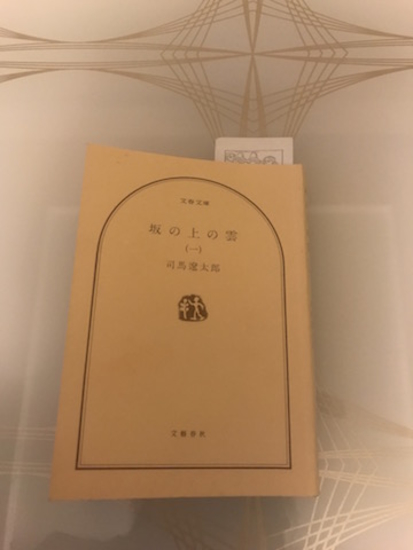 文春文庫
坂の上の雲
(一)
司馬遼太郎
文藝春秋